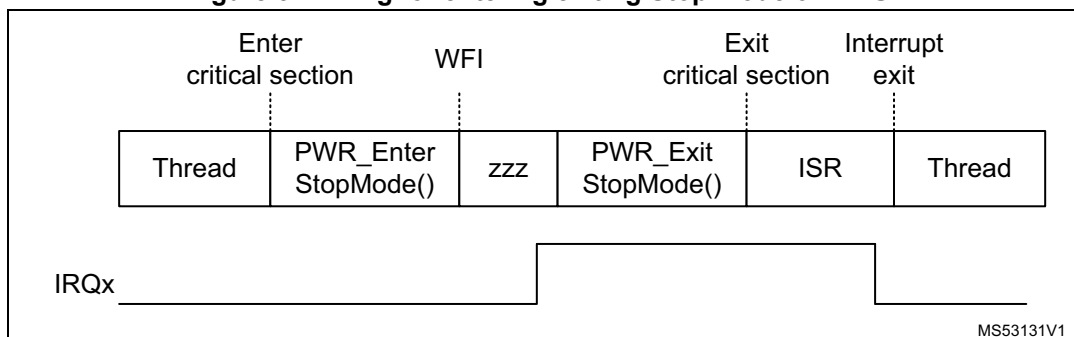 Enter
critical section
WFI
Exit
critical section
Interrupt
exit
Thread
PWR_Enter
StopMode()
zzz
PWR_Exit
StopMode()
ISR
Thread
IRQx
MS53131V1